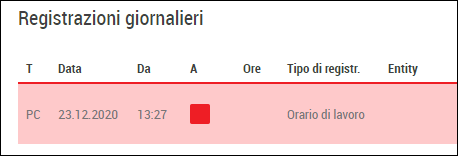 Registrazioni giornalieri
T Data Da A Ore Tipo di registr. Entity
PC 23.12.2020 13:27 Orario di lavoro